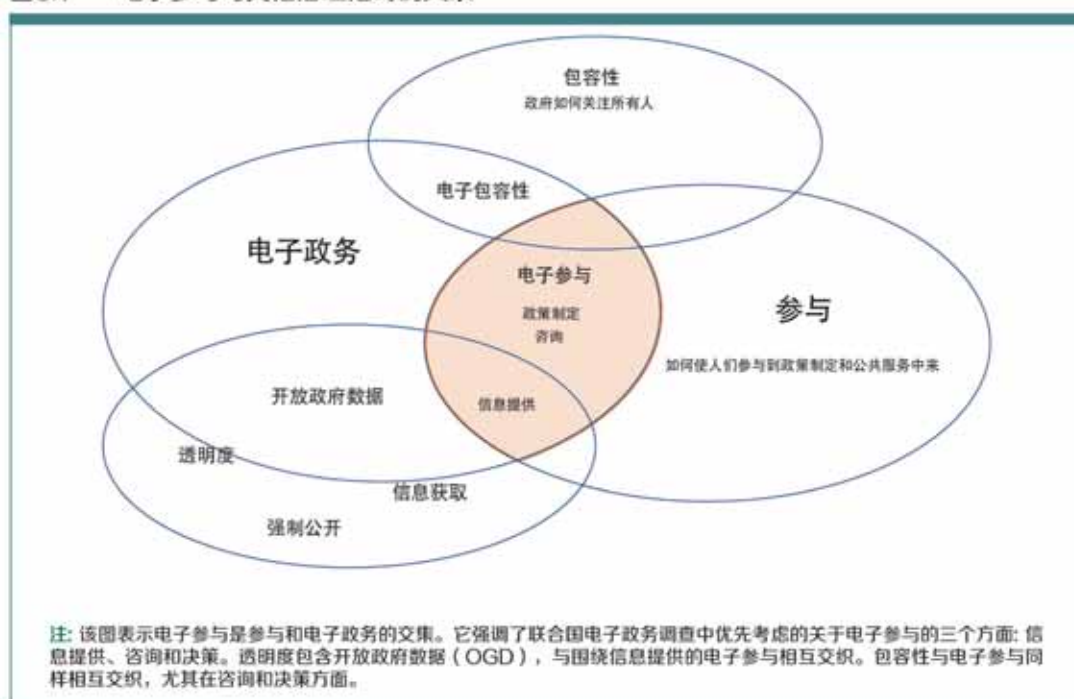 包容性
政府如何关注所有人
电子包容性
电子政务
电子参与
政策制定
咨询
参与
如何使人们参与到政策制定和公共服务中来
开放政府数据
信息提供
透明度
信息获取
强制公开
注: 该图表示电子参与是参与和电子政务的交集。它强调了联合国电子政务调查中优先考虑的关于电子参与的三个方面: 信
息提供、咨询和决策。透明度包含开放政府数据（OGD），与围绕信息提供的电子参与相互交织。包容性与电子参与同
样相互交织，尤其在咨询和决策方面。